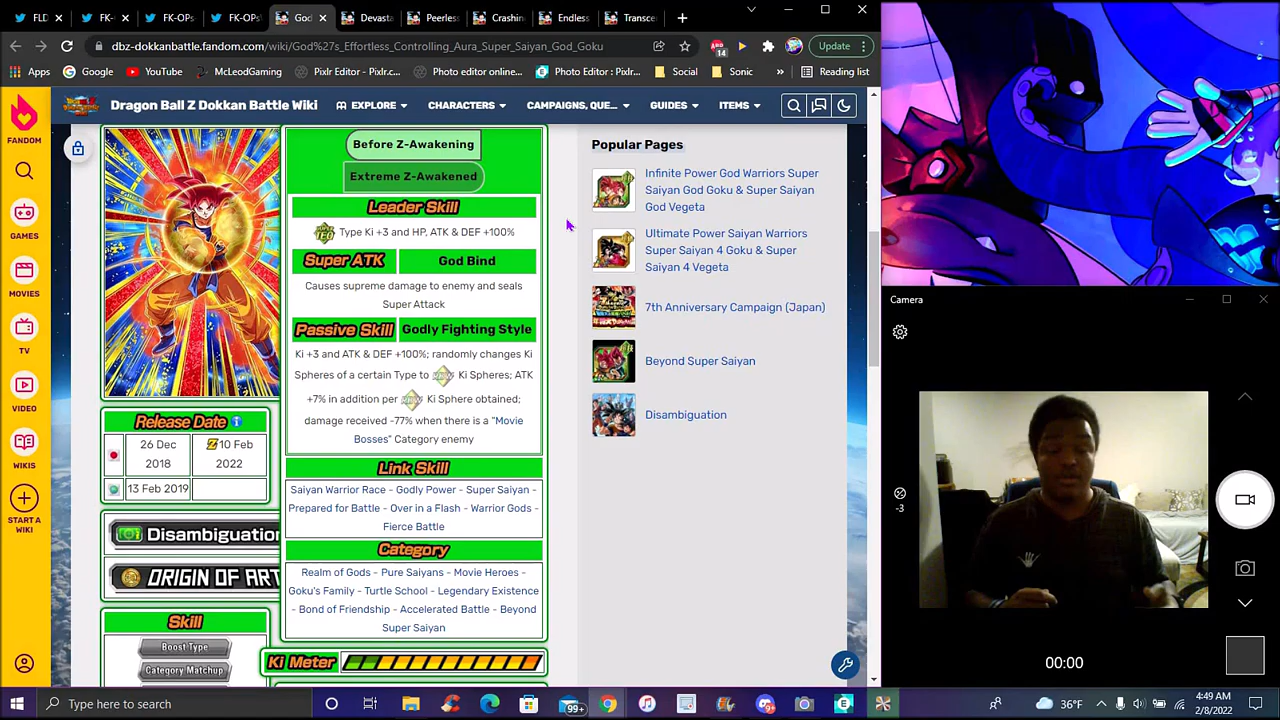 FLD
FK-
FK-OPs
FK-OPs
God
Devasta
Peerless
Crashin
Endless
Transce
dbz-dokkanbattle.fandom.com/wiki/God%27s_Effortless_Controlling_Aura_Super_Saiyan_God_Goku
14
Update
Apps
Google
YouTube
McLeodGaming
Pixlr Editor - Pixlr.c...
Photo editor online...
Photo Editor : Pixlr...
Social
Sonic
»
Reading list
Dragon Ball Z Dokkan Battle Wiki
EXPLORE
CHARACTERS
CAMPAIGNS, QUE...
GUIDES
ITEMS
FANDOM
GAMES
MOVIES
TV
VIDEO
WIKIS
START A
WIKI
Before Z-Awakening
Extreme Z-Awakened
Leader Skill
SUPER TEQ Type Ki +3 and HP, ATK & DEF +100%
Super ATK God Bind
Causes supreme damage to enemy and seals
Super Attack
Passive Skill Godly Fighting Style
Ki +3 and ATK & DEF +100%; randomly changes Ki
Spheres of a certain Type to Ki Spheres; ATK
+7% in addition per Ki Sphere obtained;
damage received -77% when there is a "Movie
Bosses" Category enemy
Link Skill
Saiyan Warrior Race - Godly Power - Super Saiyan -
Prepared for Battle - Over in a Flash - Warrior Gods -
Fierce Battle
Category
Realm of Gods - Pure Saiyans - Movie Heroes -
Goku's Family - Turtle School - Legendary Existence
- Bond of Friendship - Accelerated Battle - Beyond
Super Saiyan
Ki Meter
Release Date
26 Dec
2018
Z 10 Feb
2022
13 Feb 2019
Disambiguation
ORIGIN OF ART
Skill
Boost Type
Category Matchup
Popular Pages
Infinite Power God Warriors Super
Saiyan God Goku & Super Saiyan
God Vegeta
Ultimate Power Saiyan Warriors
Super Saiyan 4 Goku & Super
Saiyan 4 Vegeta
7th Anniversary Campaign (Japan)
Beyond Super Saiyan
Disambiguation
Camera
-3
00:00
Type here to search
99+
36°F
4:49 AM
2/8/2022